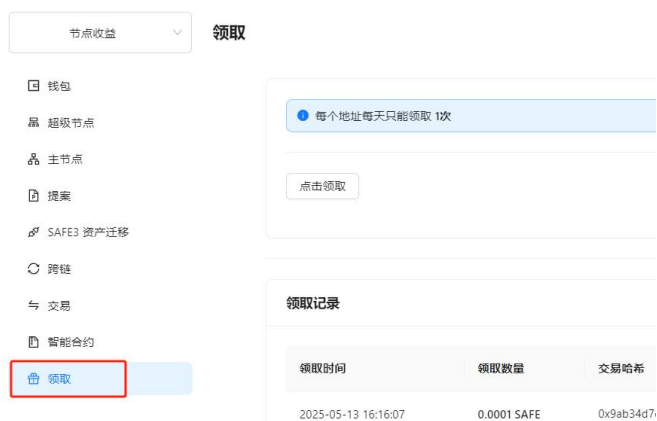 节点收益
领取
钱包
超级节点
主节点
提案
SAFE3 资产迁移
跨链
交易
智能合约
领取
每个地址每天只能领取 1次
点击领取
领取记录
领取时间 领取数量 交易哈希
2025-05-13 16:16:07 0.0001 SAFE 0x9ab34d7